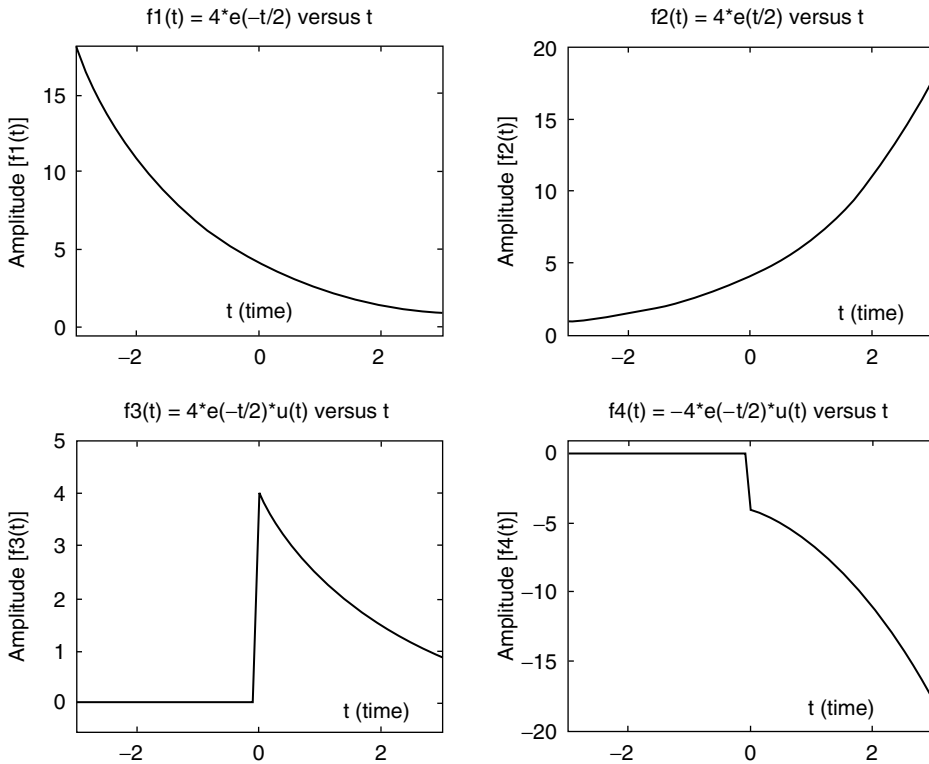 f1(t) = 4*e(−t/2) versus t
Amplitude [f1(t)]
15
10
5
0
t (time)
−2
0
2
f2(t) = 4*e(t/2) versus t
Amplitude [f2(t)]
20
15
10
5
0
t (time)
−2
0
2
f3(t) = 4*e(−t/2)*u(t) versus t
Amplitude [f3(t)]
5
4
3
2
1
0
t (time)
−2
0
2
f4(t) = −4*e(−t/2)*u(t) versus t
Amplitude [f4(t)]
0
−5
−10
−15
−20
t (time)
−2
0
2